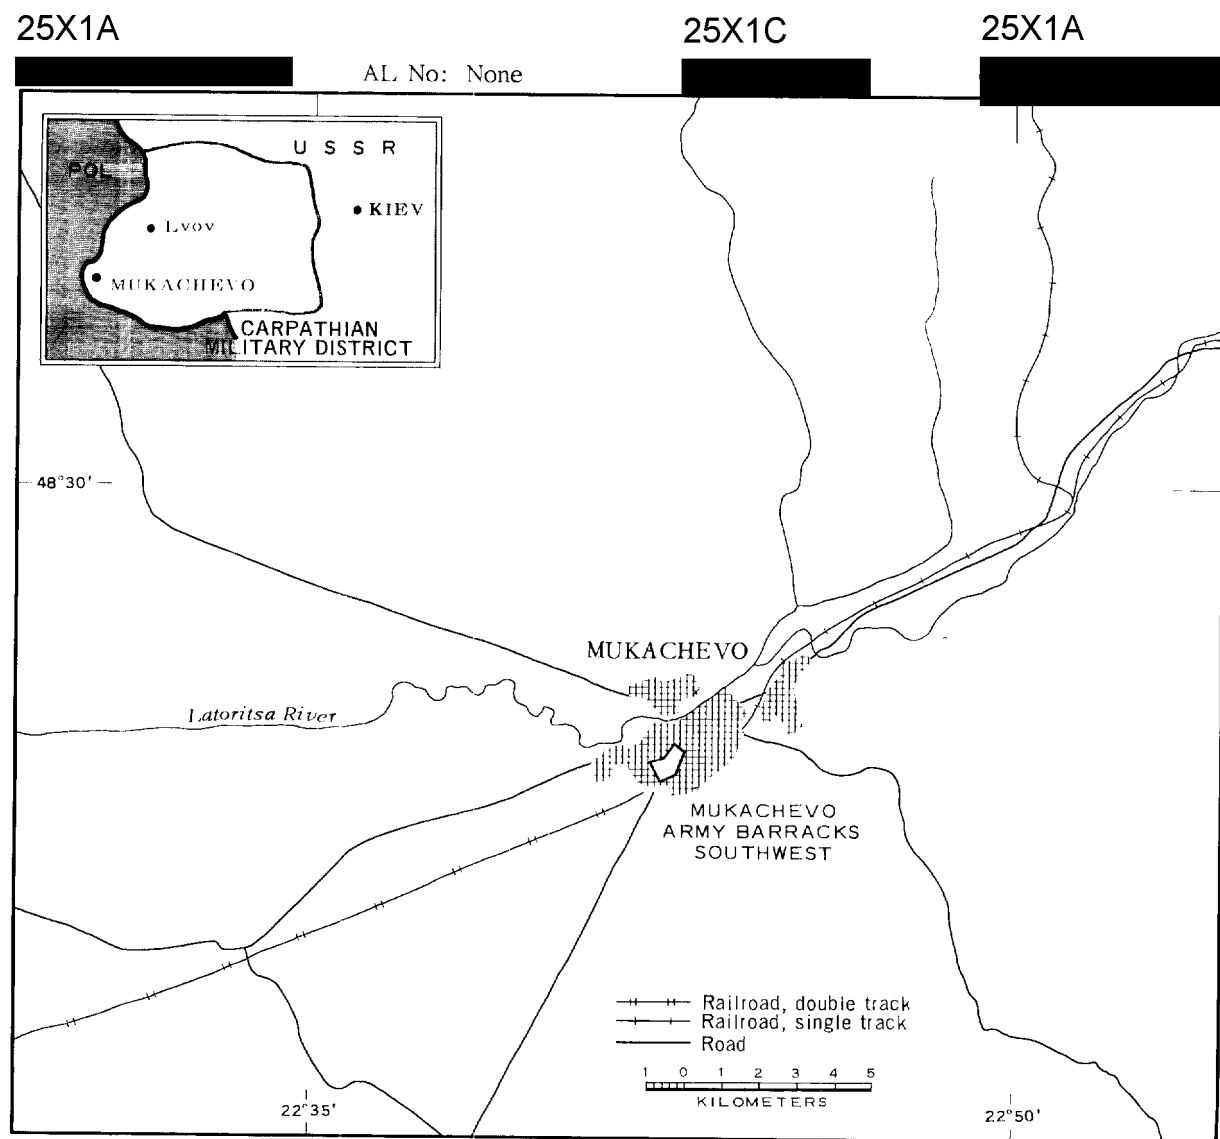 25X1A
25X1C
25X1A
AL No: None
U S S R
POL
KIEV
Lvov
MUKACHEVO
CARPATHIAN
MILITARY DISTRICT
48°30'
MUKACHEVO
Latoritsa River
MUKACHEVO
ARMY BARRACKS
SOUTHWEST
Railroad, double track
Railroad, single track
Road
1 0 1 2 3 4 5
KILOMETERS
22°35'
22°50'